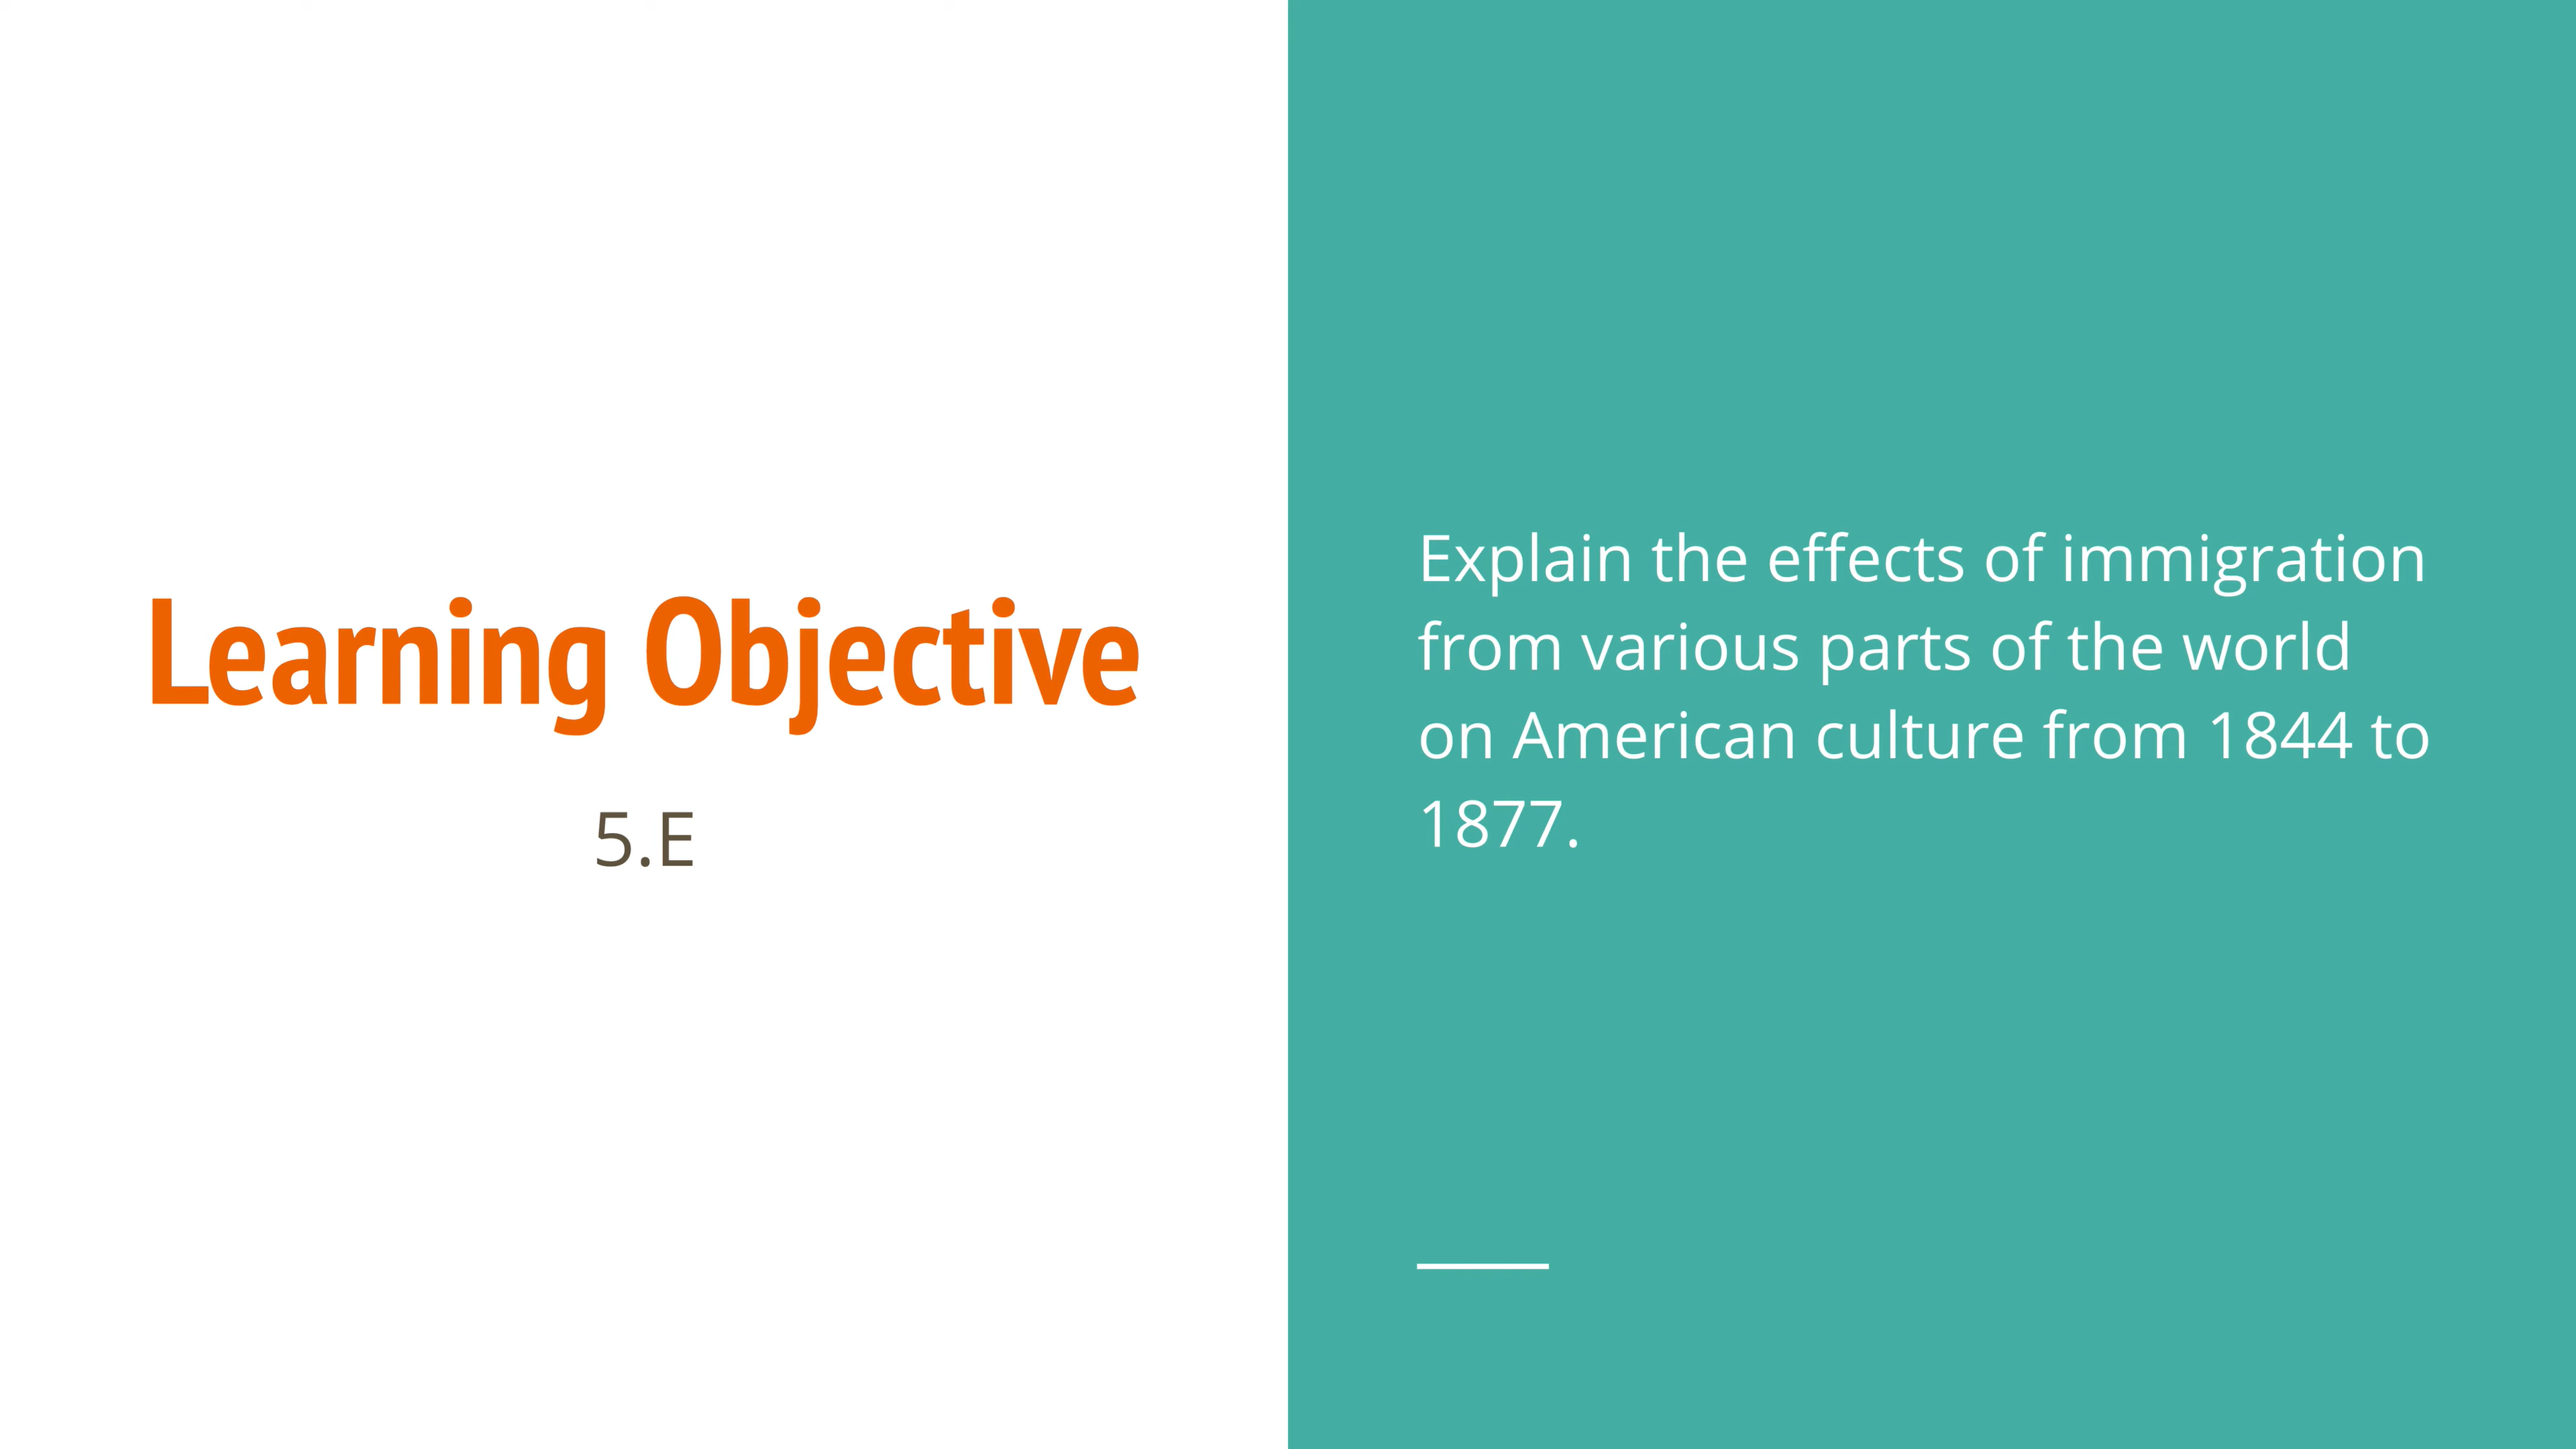 Learning Objective
5.E
Explain the effects of immigration
from various parts of the world
on American culture from 1844 to
1877.